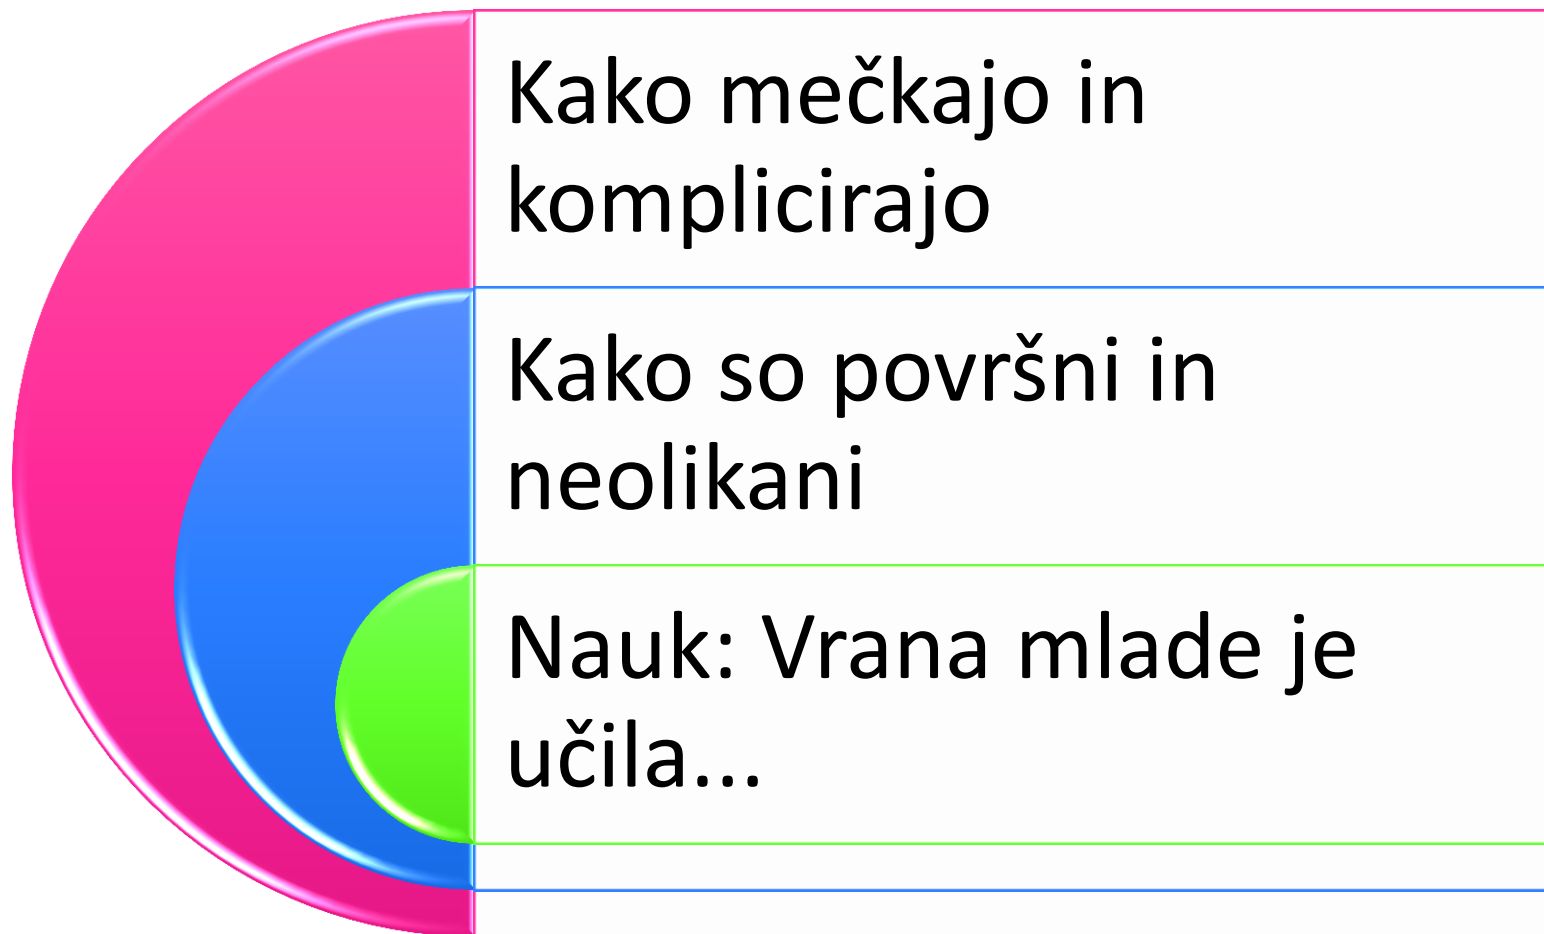 Kako mečkajo in
komplicirajo
Kako so površni in
neolikani
Nauk: Vrana mlade je
učila...